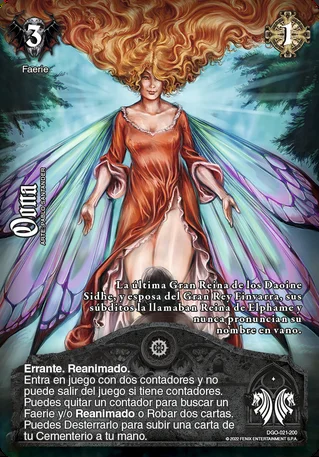 3
1
Faerie
Oona
La última Gran Reina de los Daoine
Sidhe, y esposa del Gran Rey Finvarra, sus
súbditos la llamaban Reina de Elphame y
nunca pronuncian su
nombre en vano.
Errante. Reanimado.
Entra en juego con dos contadores y no
puede salir del juego si tiene contadores.
Puedes quitar un contador para buscar un
Faerie y/o Reanimado o Robar dos cartas.
Puedes Desterrarlo para subir una carta de
tu Cementerio a tu mano.
DGO-021-200
© 2022 FENIX ENTERTAINMENT S.P.A.